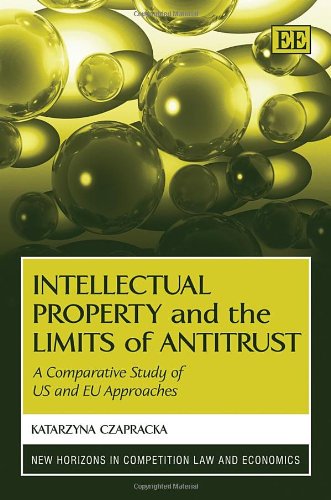 EE
INTELLECTUAL
PROPERTY and the
LIMITS of ANTITRUST
A Comparative Study of
US and EU Approaches
KATARZYNA CZAPRACKA
NEW HORIZONS IN COMPETITION LAW AND ECONOMICS